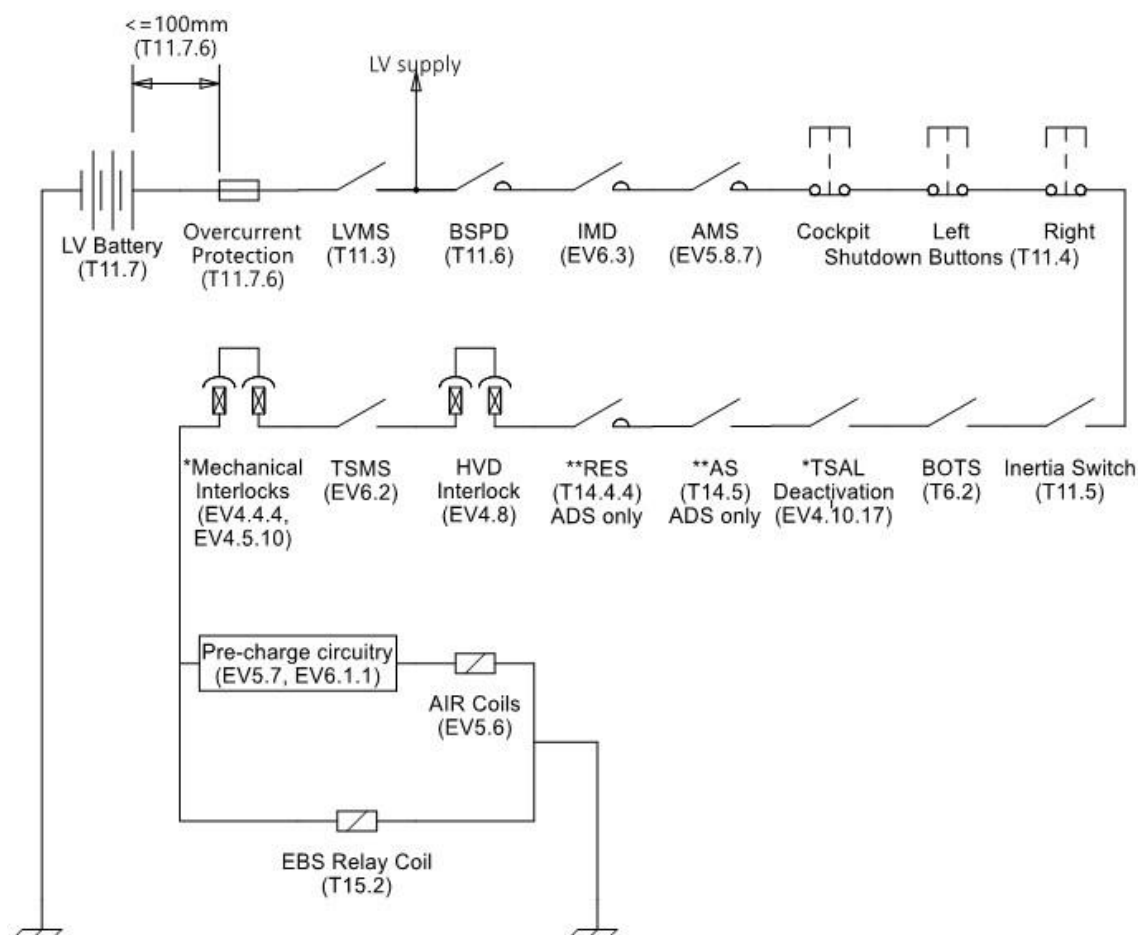 <=100mm
(T11.7.6)
LV supply
LV Battery
(T11.7)
Overcurrent
Protection
(T11.7.6)
LVMS
(T11.3)
BSPD
(T11.6)
IMD
(EV6.3)
AMS
(EV5.8.7)
Cockpit
Left
Right
Shutdown Buttons (T11.4)
*Mechanical
Interlocks
(EV4.4.4,
EV4.5.10)
TSMS
(EV6.2)
HVD
Interlock
(EV4.8)
**RES
(T14.4.4)
ADS only
**AS
(T14.5)
ADS only
*TSAL
Deactivation
(EV4.10.17)
BOTS
(T6.2)
Inertia Switch
(T11.5)
Pre-charge circuitry
(EV5.7, EV6.1.1)
AIR Coils
(EV5.6)
EBS Relay Coil
(T15.2)